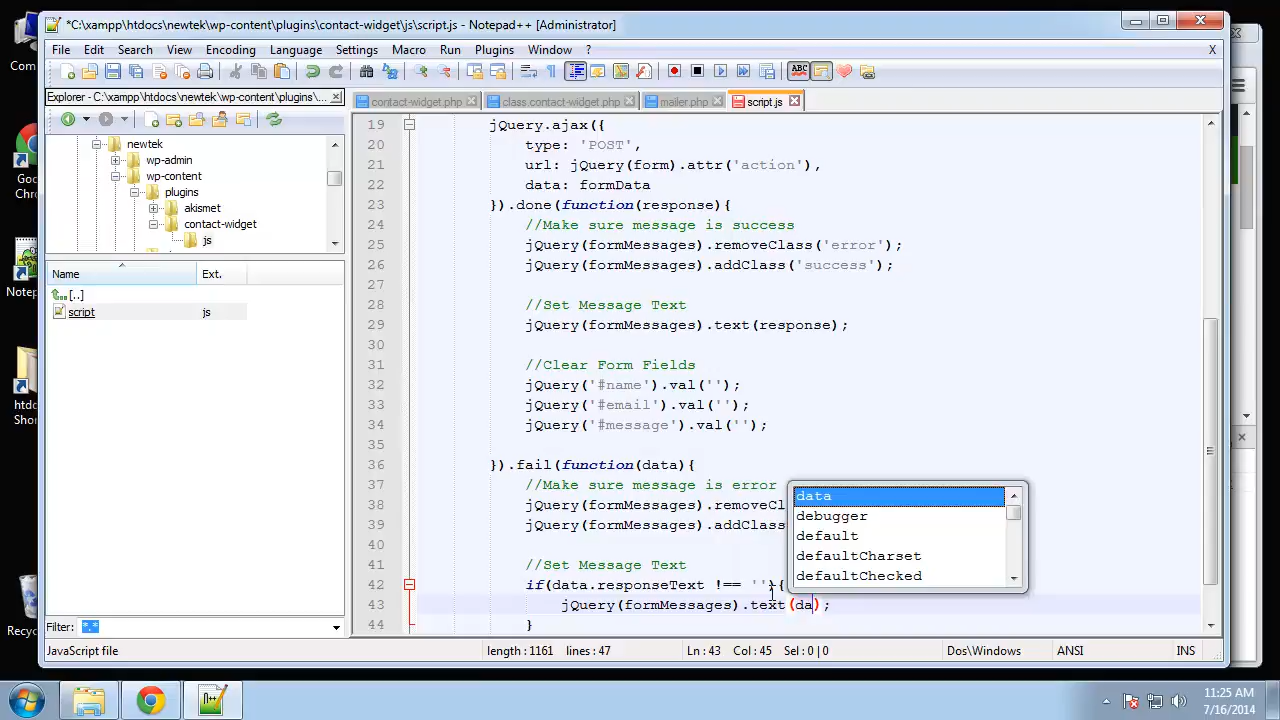 *C:\xampp\htdocs\newtek\wp-content\plugins\contact-widget\js\script.js - Notepad++ [Administrator]
File Edit Search View Encoding Language Settings Macro Run Plugins Window ? X
Explorer - C:\xampp\htdocs\newtek\wp-content\plugins\...
contact-widget.php class.contact-widget.php mailer.php script.js
newtek
wp-admin
wp-content
plugins
akismet
contact-widget
js
Name Ext.
[..]
script js
Filter: *.*
19 jQuery.ajax({
20 type: 'POST',
21 url: jQuery(form).attr('action'),
22 data: formData
23 }).done(function(response){
24 //Make sure message is success
25 jQuery(formMessages).removeClass('error');
26 jQuery(formMessages).addClass('success');
27
28 //Set Message Text
29 jQuery(formMessages).text(response);
30
31 //Clear Form Fields
32 jQuery('#name').val('');
33 jQuery('#email').val('');
34 jQuery('#message').val('');
35
36 }).fail(function(data){
37 //Make sure message is error
38 jQuery(formMessages).removeCl
39 jQuery(formMessages).addClass
40
41 //Set Message Text
42 if(data.responseText !== ''){
43 jQuery(formMessages).text(da);
44 }
data
debugger
default
defaultCharset
defaultChecked
JavaScript file length : 1161 lines : 47 Ln : 43 Col : 45 Sel : 0 | 0 Dos\Windows ANSI INS
Com
Goo
Chro
Notep
htdo
Shor
Recyc
11:25 AM
7/16/2014